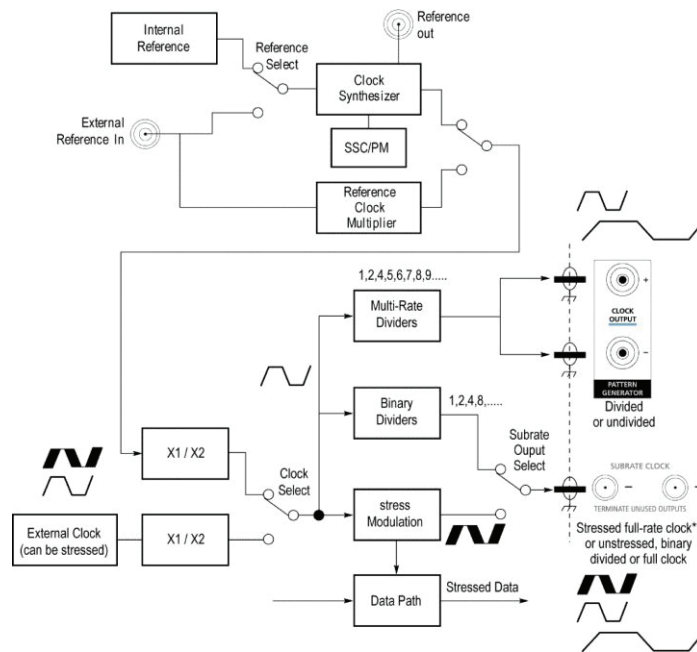 Internal
Reference
Reference
Select
Reference
out
Clock
Synthesizer
External
Reference In
SSC/PM
Reference
Clock
Multiplier
1,2,4,5,6,7,8,9.....
Multi-Rate
Dividers
+
CLOCK
OUTPUT
–
PATTERN
GENERATOR
Divided
or undivided
Binary
Dividers
1,2,4,8,.....
Subrate
Ouput
Select
X1 / X2
Clock
Select
SUBRATE CLOCK
– –
TERMINATE UNUSED OUTPUTS
stress
Modulation
External Clock
(can be stressed)
X1 / X2
Stressed full-rate clock*
or unstressed, binary
divided or full clock
Data Path
Stressed Data